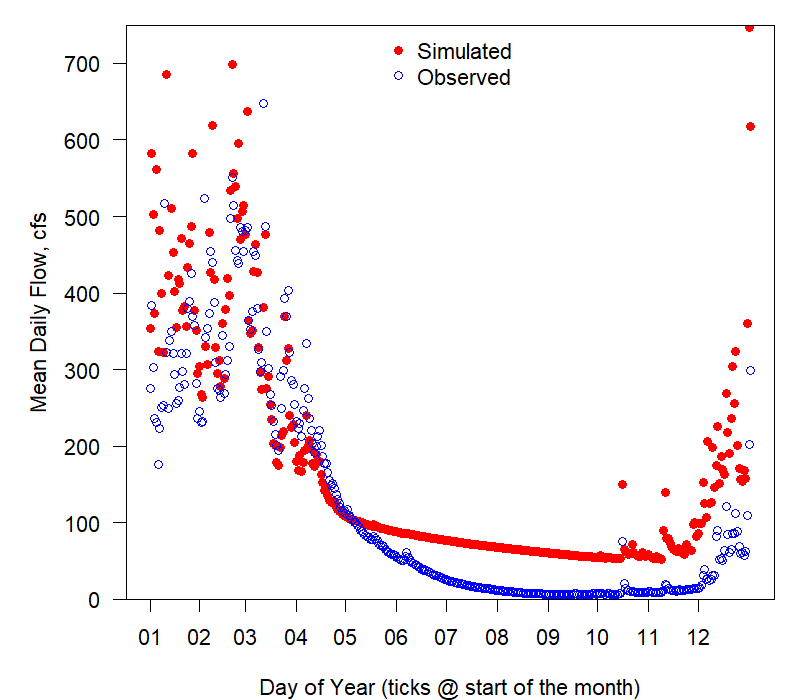 Simulated
Observed
700
600
500
400
300
200
100
0
Mean Daily Flow, cfs
01 02 03 04 05 06 07 08 09 10 11 12
Day of Year (ticks @ start of the month)